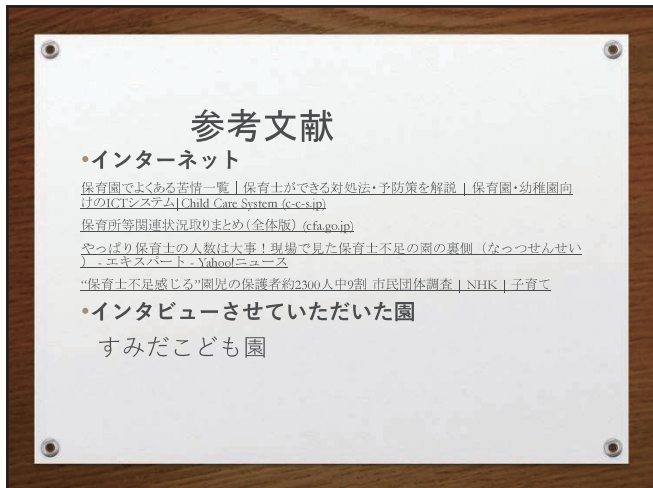 参考文献
•インターネット
保育園でよくある苦情一覧｜保育士ができる対処法・予防策を解説 | 保育園・幼稚園向
けのICTシステム|Child Care System (c-c-s.jp)
保育所等関連状況取りまとめ（全体版） (cfa.go.jp)
やっぱり保育士の人数は大事！現場で見た保育士不足の園の裏側（なっつせんせい
） - エキスパート - Yahoo!ニュース
“保育士不足感じる”園児の保護者約2300人中9割 市民団体調査 | NHK | 子育て
•インタビューさせていただいた園
すみだこども園